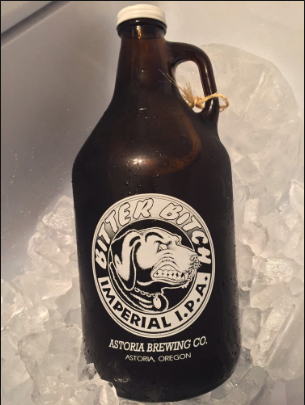 BITTER BITCH
IMPERIAL I.P.A.
ASTORIA BREWING CO.
ASTORIA, OREGON